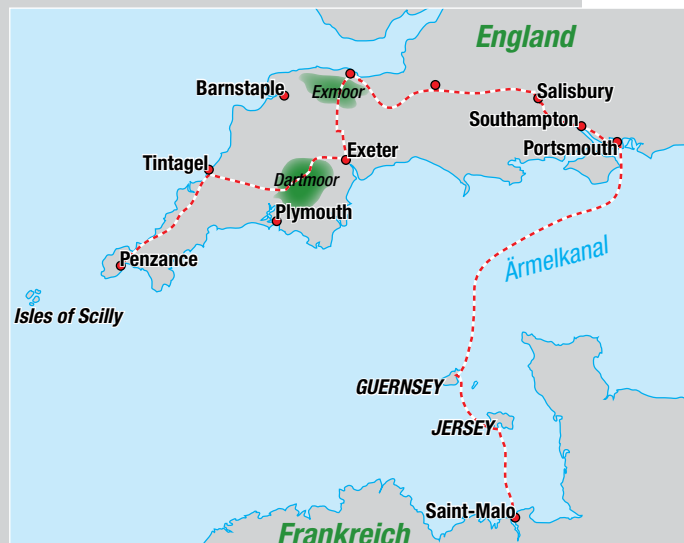 England
Barnstaple
Exmoor
Salisbury
Southampton
Portsmouth
Exeter
Tintagel
Dartmoor
Plymouth
Penzance
Ärmelkanal
Isles of Scilly
GUERNSEY
JERSEY
Saint-Malo
Frankreich